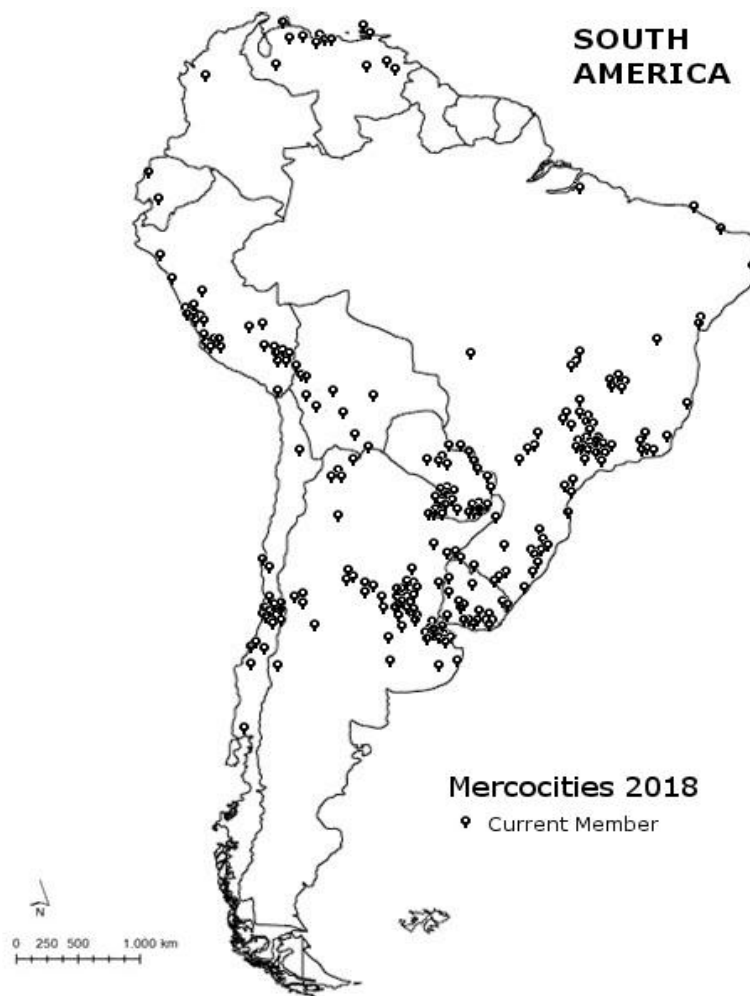 SOUTH
AMERICA
Mercocities 2018
Current Member
N
0 250 500 1.000 km